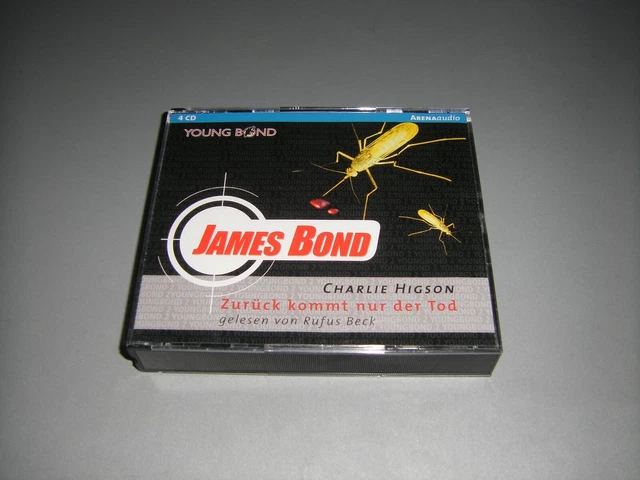 4 CD
ARENAaudio
YOUNG BOND
JAMES BOND
CHARLIE HIGSON
Zurück kommt nur der Tod
gelesen von Rufus Beck